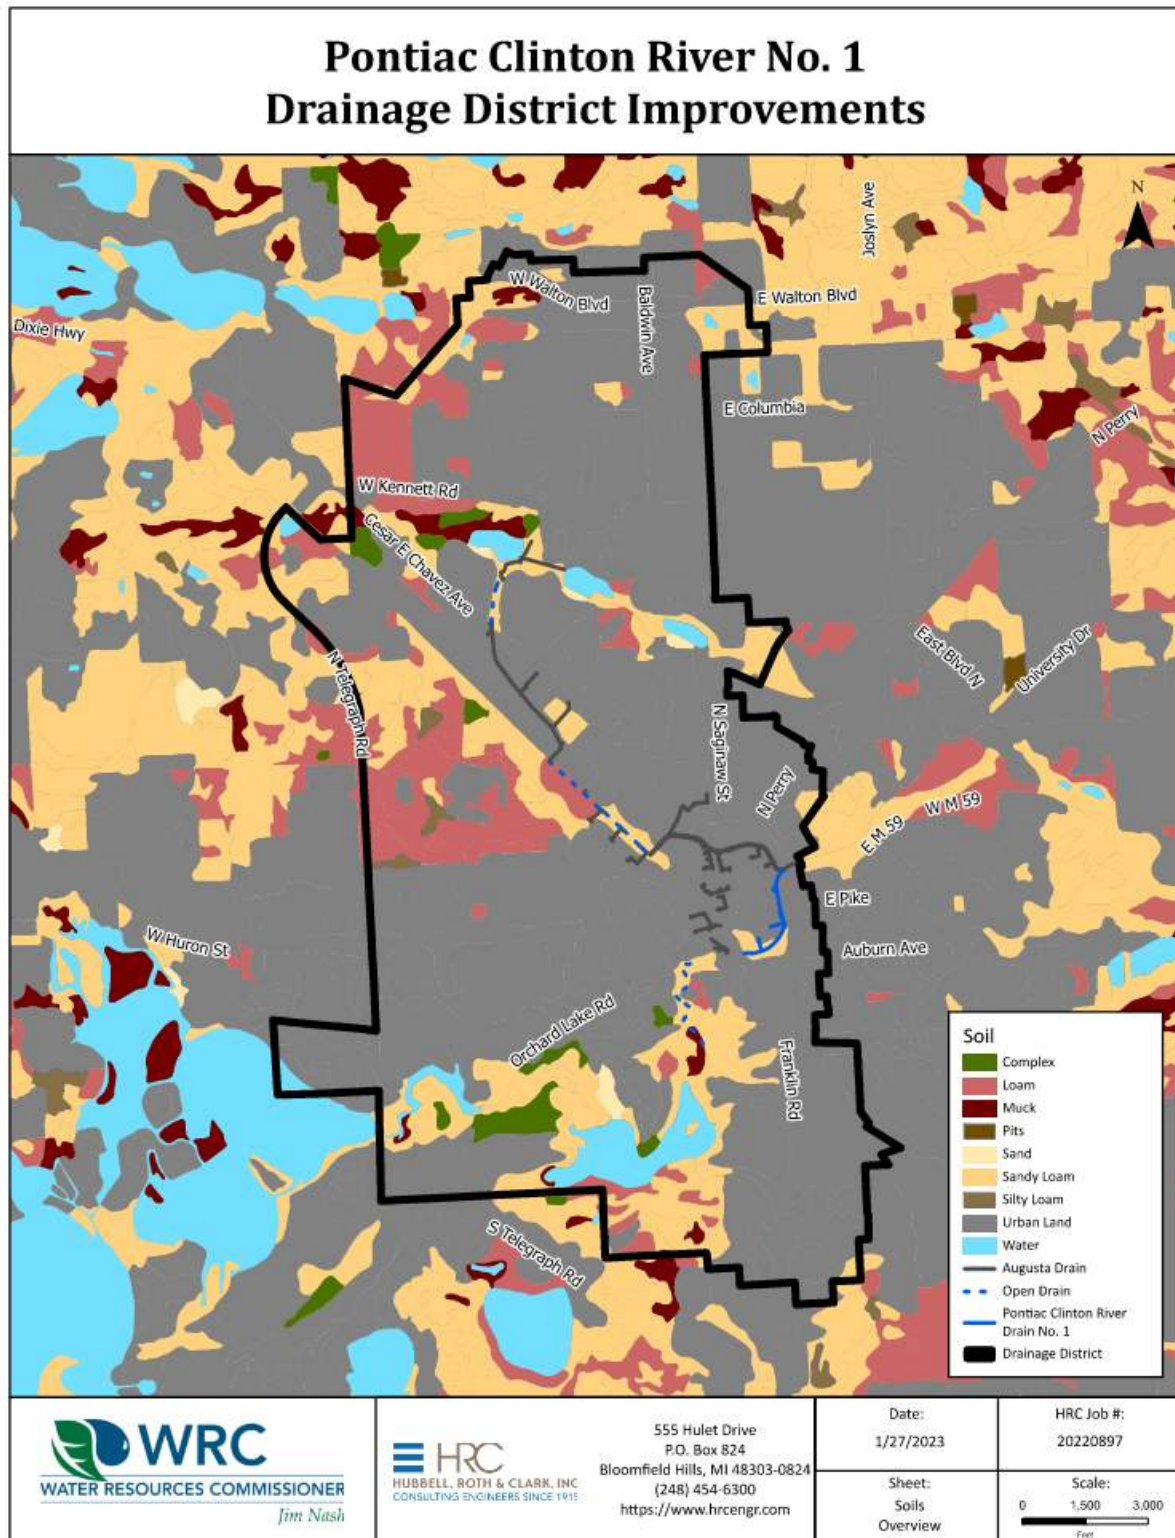 Pontiac Clinton River No. 1
Drainage District Improvements
Joslyn Ave
N
W Walton Blvd
Baldwin Ave
E Walton Blvd
Dixie Hwy
E Columbia
N Perry
W Kennett Rd
Cesar E Chavez Ave
East Blvd N
University Dr
N Telegraph Rd
N Saginaw St
N Perry
W M 59
E M 59
E Pike
W Huron St
Auburn Ave
Orchard Lake Rd
Franklin Rd
S Telegraph Rd
Soil
Complex
Loam
Muck
Pits
Sand
Sandy Loam
Silty Loam
Urban Land
Water
Augusta Drain
Open Drain
Pontiac Clinton River
Drain No. 1
Drainage District
WRC
WATER RESOURCES COMMISSIONER
Jim Nash
HRC
HUBBELL, ROTH & CLARK, INC
CONSULTING ENGINEERS SINCE 1915
555 Hulet Drive
P.O. Box 824
Bloomfield Hills, MI 48303-0824
(248) 454-6300
https://www.hrcengr.com
Date:
1/27/2023
HRC Job #:
20220897
Sheet:
Soils
Overview
Scale:
0 1,500 3,000
Feet